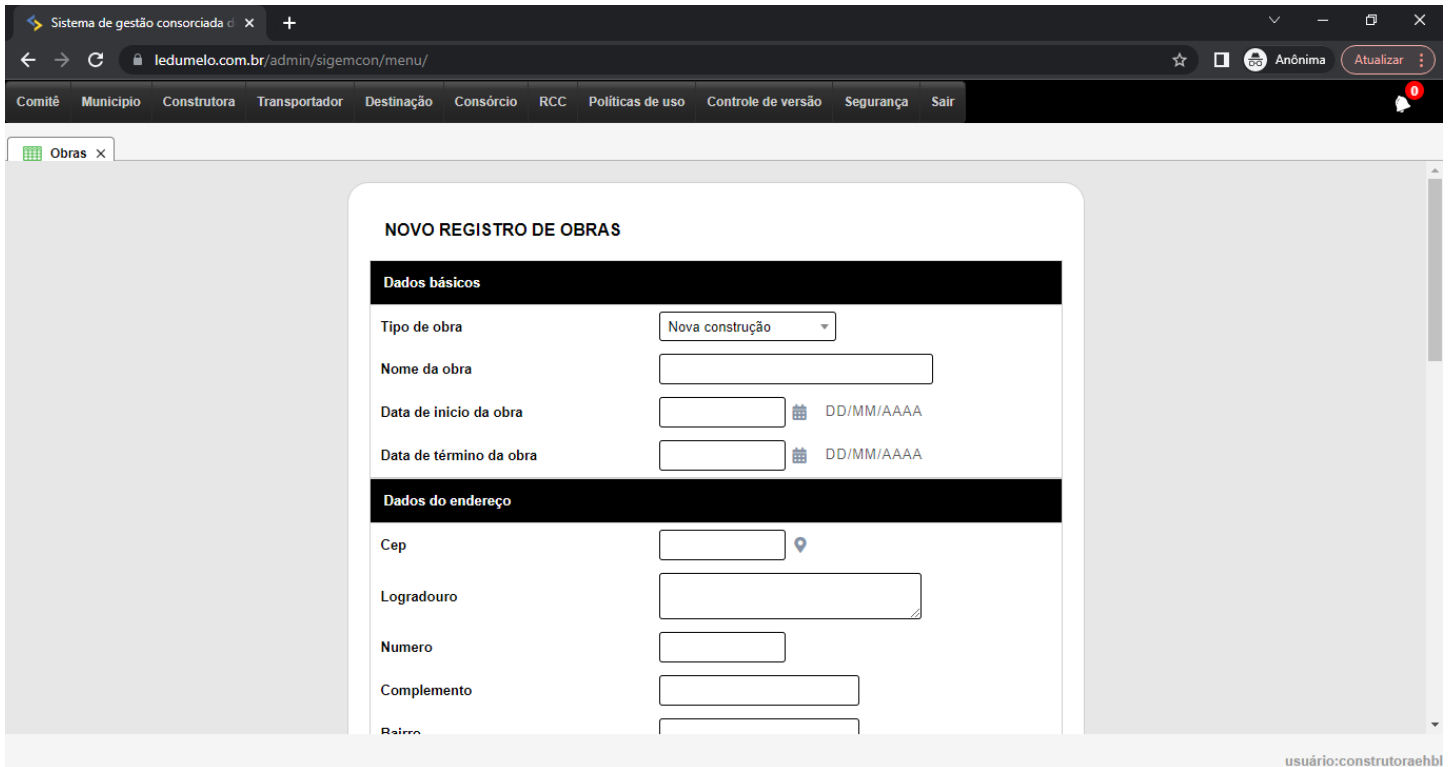 Sistema de gestão consorciada d
ledumelo.com.br/admin/sigemcon/menu/
Anônima
Atualizar
Comitê Municipio Construtora Transportador Destinação Consórcio RCC Políticas de uso Controle de versão Segurança Sair
0
Obras
NOVO REGISTRO DE OBRAS
Dados básicos
Tipo de obra Nova construção
Nome da obra
Data de inicio da obra DD/MM/AAAA
Data de término da obra DD/MM/AAAA
Dados do endereço
Cep
Logradouro
Numero
Complemento
Bairro
usuário:construtoraehbl